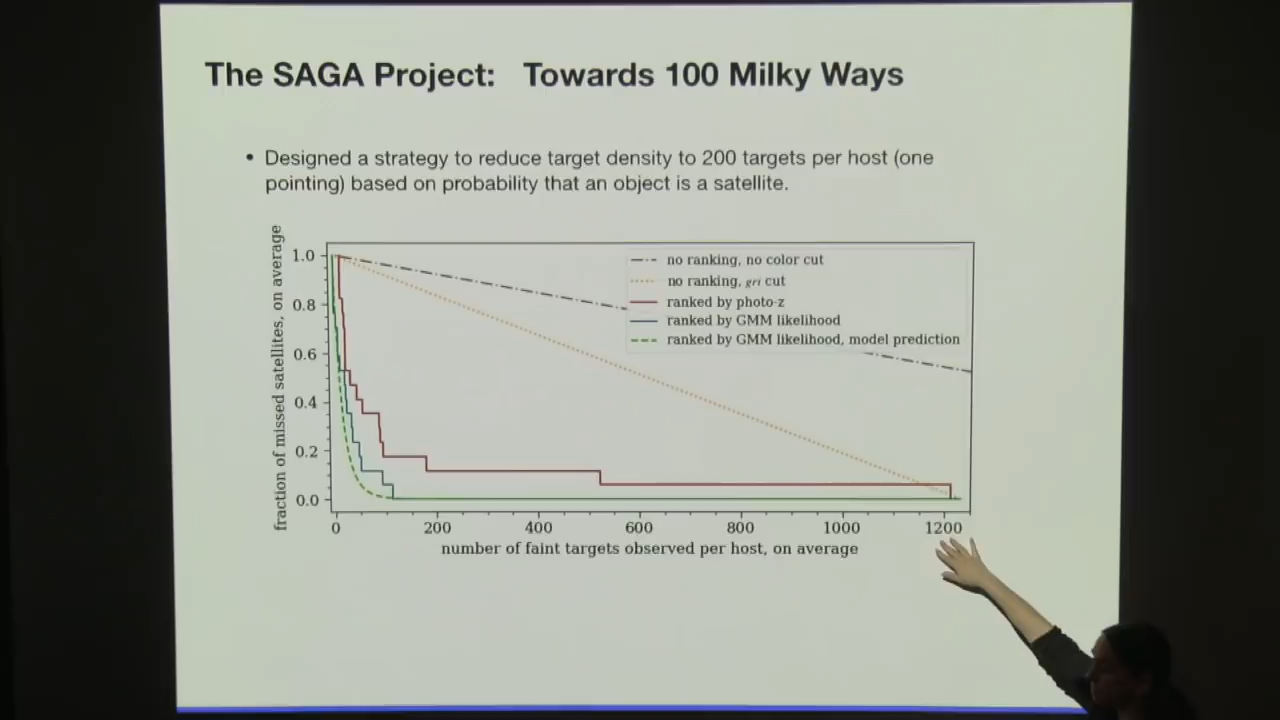 The SAGA Project: Towards 100 Milky Ways
• Designed a strategy to reduce target density to 200 targets per host (one
pointing) based on probability that an object is a satellite.
fraction of missed satellites, on average
1.0
0.8
0.6
0.4
0.2
0.0
no ranking, no color cut
no ranking, gri cut
ranked by photo-z
ranked by GMM likelihood
ranked by GMM likelihood, model prediction
0 200 400 600 800 1000 1200
number of faint targets observed per host, on average